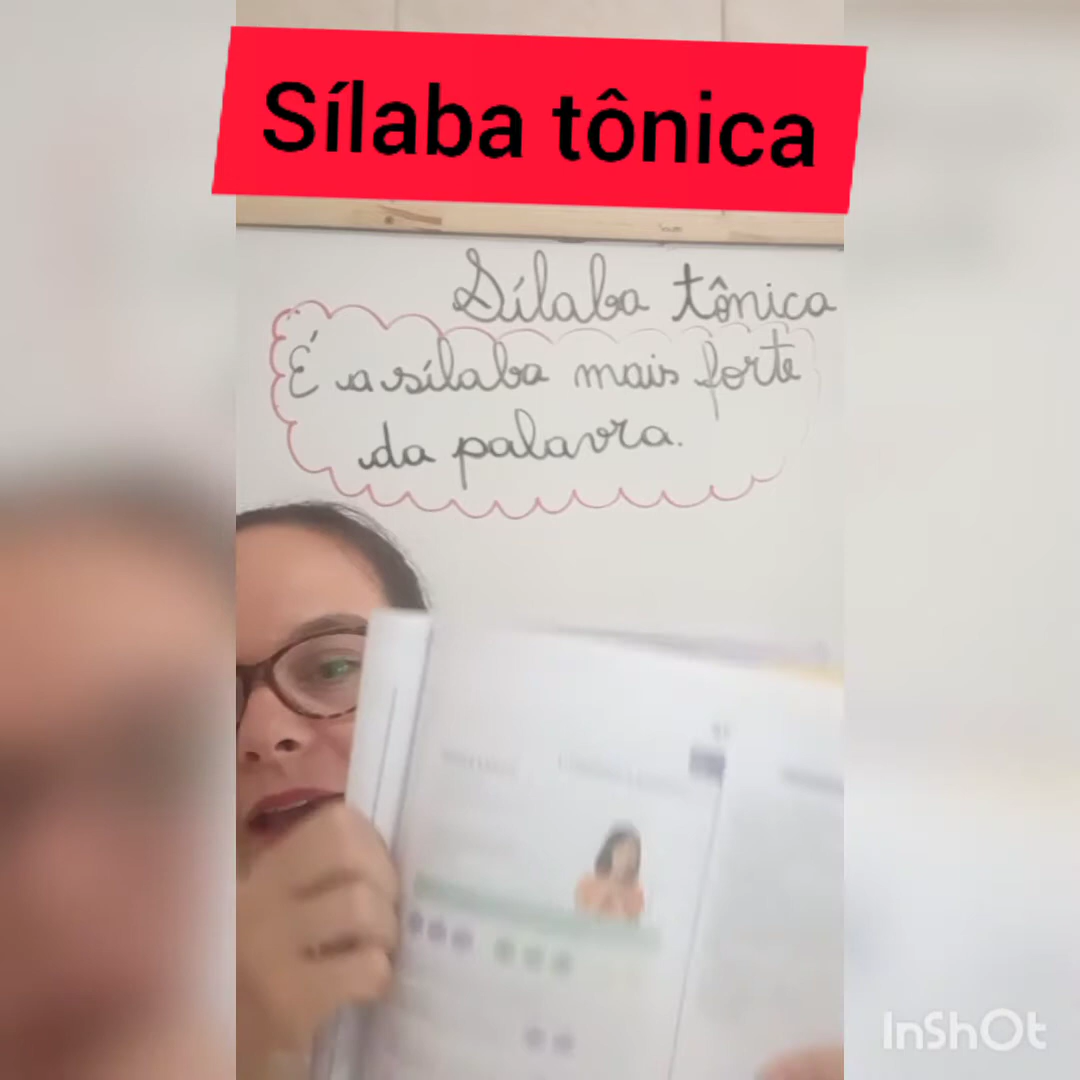 Sílaba tônica
Sílaba tônica
É a sílaba mais forte
da palavra.
InShOt